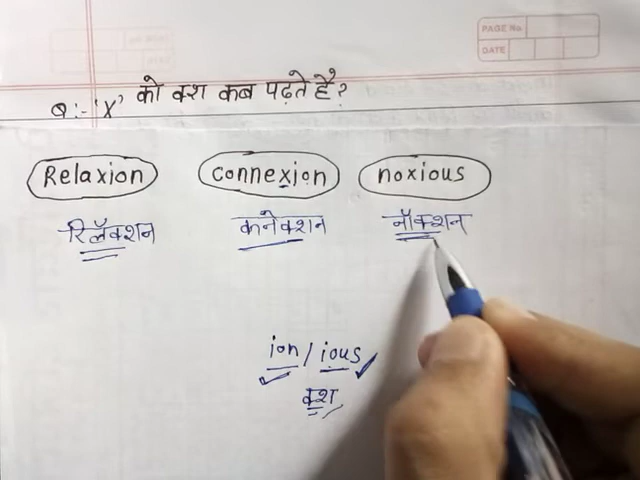 PAGE No
DATE
Q:- 'X' को क्श कब पढ़ते है?
Relaxion connexion noxious
रिलॅक्शन कनेक्शन नॉक्शन
ion / ious
क्श